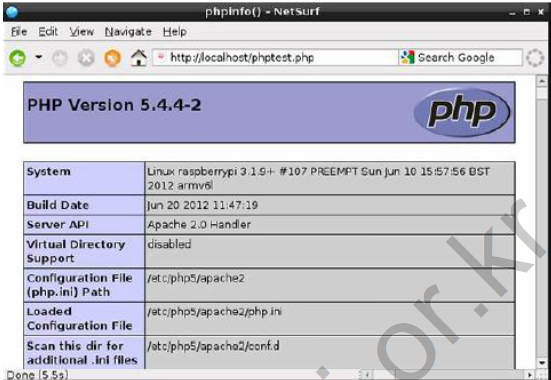 phpinfo() - NetSurf
File Edit View Navigate Help
http://localhost/phptest.php
Search Google
PHP Version 5.4.4-2
php
System
Linux raspberrypi 3.1.9+ #107 PREEMPT Sun Jun 10 15:57:56 BST
2012 armv6l
Build Date
Jun 20 2012 11:47:19
Server API
Apache 2.0 Handler
Virtual Directory
Support
disabled
Configuration File
(php.ini) Path
/etc/php5/apache2
Loaded
Configuration File
/etc/php5/apache2/php.ini
Scan this dir for
additional .ini files
/etc/php5/apache2/conf.d
Done (5.5s)
or.kr